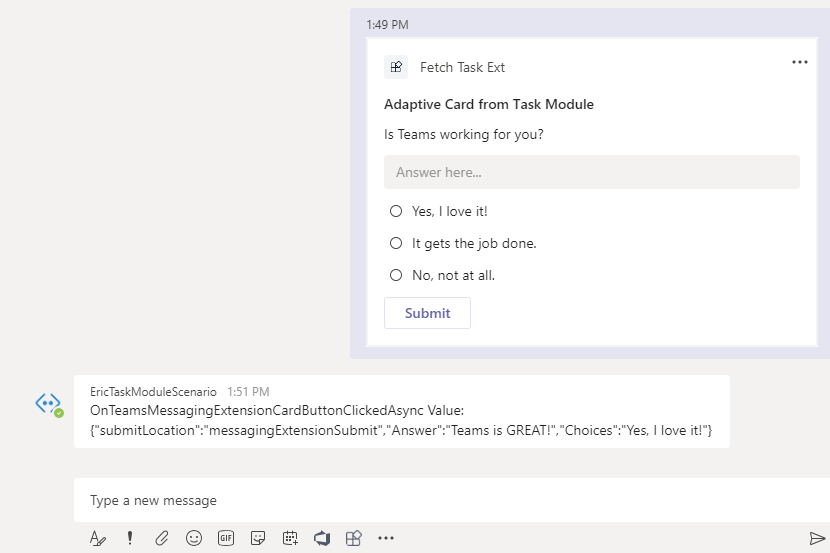 1:49 PM
Fetch Task Ext
Adaptive Card from Task Module
Is Teams working for you?
Answer here...
Yes, I love it!
It gets the job done.
No, not at all.
Submit
EricTaskModuleScenario 1:51 PM
OnTeamsMessagingExtensionCardButtonClickedAsync Value:
{"submitLocation":"messagingExtensionSubmit","Answer":"Teams is GREAT!","Choices":"Yes, I love it!"}
Type a new message
GIF